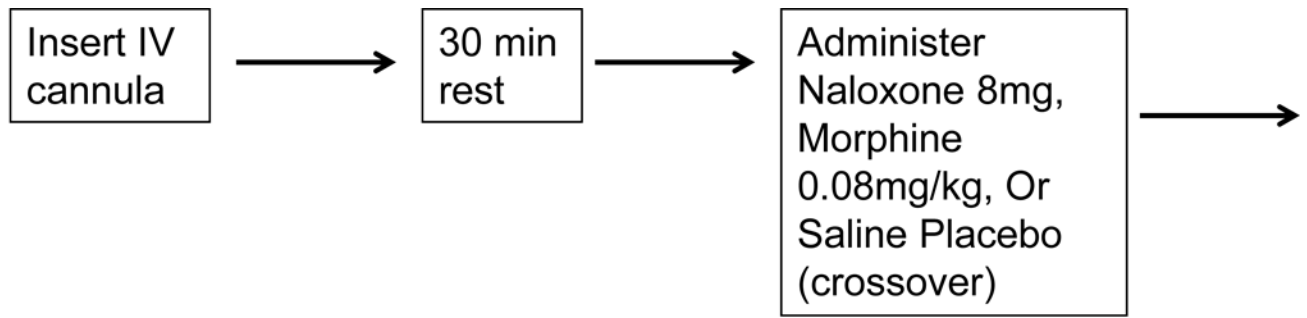 Insert IV
cannula
30 min
rest
Administer
Naloxone 8mg,
Morphine
0.08mg/kg, Or
Saline Placebo
(crossover)